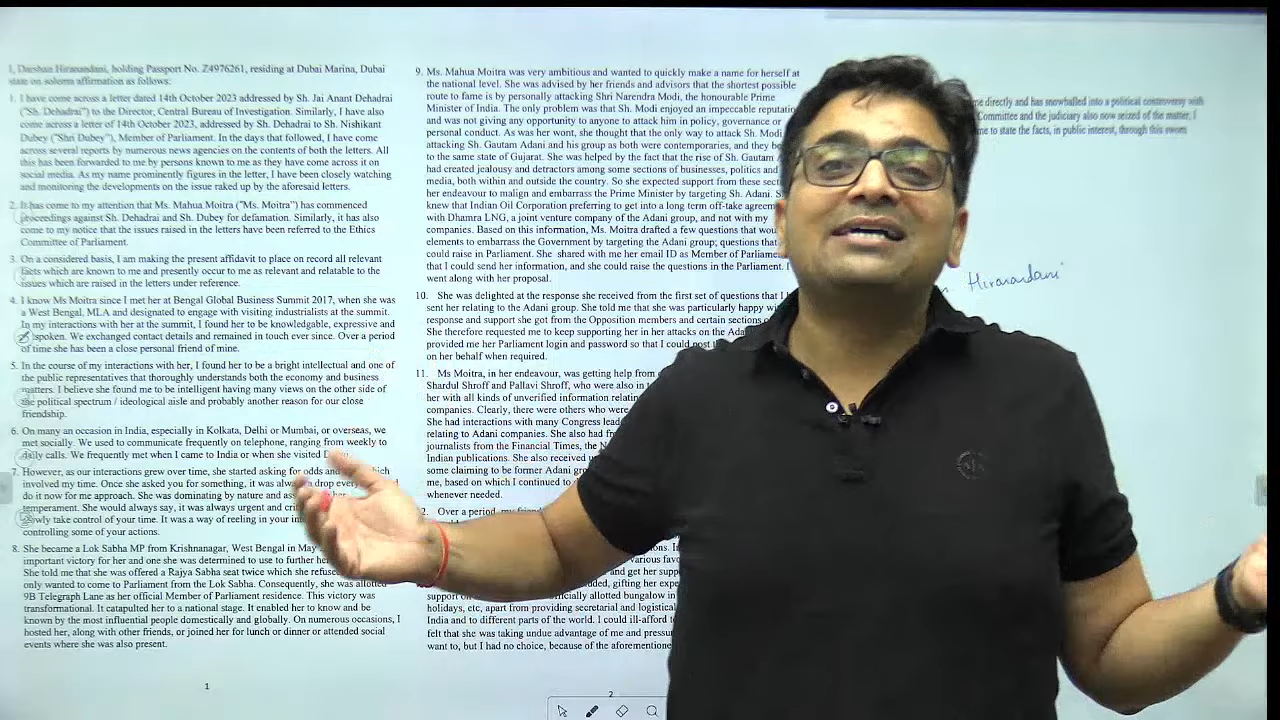 I, Darshan Hiranandani, holding Passport No. Z4976261, residing at Dubai Marina, Dubai
state on solemn affirmation as follows:
1. I have come across a letter dated 14th October 2023 addressed by Sh. Jai Anant Dehadrai
("Sh. Dehadrai") to the Director, Central Bureau of Investigation. Similarly, I have also
come across a letter of 14th October 2023, addressed by Sh. Dehadrai to Sh. Nishikant
Dubey ("Shri Dubey"), Member of Parliament. In the days that followed, I have come
across several reports by numerous news agencies on the contents of both the letters. All
this has been forwarded to me by persons known to me as they have come across it on
social media. As my name prominently figures in the letter, I have been closely watching
and monitoring the developments on the issue raked up by the aforesaid letters.
2. It has come to my attention that Ms. Mahua Moitra ("Ms. Moitra") has commenced
proceedings against Sh. Dehadrai and Sh. Dubey for defamation. Similarly, it has also
come to my notice that the issues raised in the letters have been referred to the Ethics
Committee of Parliament.
3. On a considered basis, I am making the present affidavit to place on record all relevant
facts which are known to me and presently occur to me as relevant and relatable to the
issues which are raised in the letters under reference.
4. I know Ms Moitra since I met her at Bengal Global Business Summit 2017, when she was
a West Bengal, MLA and designated to engage with visiting industrialists at the summit.
In my interactions with her at the summit, I found her to be knowledgable, expressive and
spoken. We exchanged contact details and remained in touch ever since. Over a period
of time she has been a close personal friend of mine.
5. In the course of my interactions with her, I found her to be a bright intellectual and one of
the public representatives that thoroughly understands both the economy and business
matters. I believe she found me to be intelligent having many views on the other side of
the political spectrum / ideological aisle and probably another reason for our close
friendship.
6. On many an occasion in India, especially in Kolkata, Delhi or Mumbai, or overseas, we
met socially. We used to communicate frequently on telephone, ranging from weekly to
daily calls. We frequently met when I came to India or when she visited
7. However, as our interactions grew over time, she started asking for odds and which
involved my time. Once she asked you for something, it was always drop
do it now for me approach. She was dominating by nature and her
temperament. She would always say, it was always urgent and
slowly take control of your time. It was a way of reeling in your
controlling some of your actions.
8. She became a Lok Sabha MP from Krishnanagar, West Bengal in May
important victory for her and one she was determined to use to further her
She told me that she was offered a Rajya Sabha seat twice which she
only wanted to come to Parliament from the Lok Sabha. Consequently, she was allotted
9B Telegraph Lane as her official Member of Parliament residence. This victory was
transformational. It catapulted her to a national stage. It enabled her to know and be
known by the most influential people domestically and globally. On numerous occasions, I
hosted her, along with other friends, or joined her for lunch or dinner or attended social
events where she was also present.
1
9. Ms. Mahua Moitra was very ambitious and wanted to quickly make a name for herself at
the national level. She was advised by her friends and advisors that the shortest possible
route to fame is by personally attacking Shri Narendra Modi, the honourable Prime
Minister of India. The only problem was that Sh. Modi enjoyed an impeccable reputation
and was not giving any opportunity to anyone to attack him in policy, governance or
personal conduct. As was her wont, she thought that the only way to attack Sh. Modi
attacking Sh. Gautam Adani and his group as both were contemporaries, and they
to the same state of Gujarat. She was helped by the fact that the rise of Sh. Gautam
had created jealousy and detractors among some sections of businesses, politics and
media, both within and outside the country. So she expected support from these
her endeavour to malign and embarrass the Prime Minister by targeting Sh. Adani.
knew that Indian Oil Corporation preferring to get into a long term off-take
with Dhamra LNG, a joint venture company of the Adani group, and not with my
companies. Based on this information, Ms. Moitra drafted a few questions that
elements to embarrass the Government by targeting the Adani group; questions that
could raise in Parliament. She shared with me her email ID as Member of
that I could send her information, and she could raise the questions in the Parliament. I
went along with her proposal.
10. She was delighted at the response she received from the first set of questions that I
sent her relating to the Adani group. She told me that she was particularly happy
response and support she got from the Opposition members and certain sections
She therefore requested me to keep supporting her in her attacks on the
provided me her Parliament login and password so that I could post
on her behalf when required.
11. Ms Moitra, in her endeavour, was getting help from
Shardul Shroff and Pallavi Shroff, who were also in
her with all kinds of unverified information relating
companies. Clearly, there were others who were
She had interactions with many Congress
relating to Adani companies. She also had
journalists from the Financial Times, the
Indian publications. She also received
some claiming to be former Adani
me, based on which I continued to
whenever needed.
Over a period, my
various
and get her
gifting her
support on allotted bungalow in
holidays, etc, apart from providing secretarial and logistical
India and to different parts of the world. I could ill-afford
felt that she was taking undue advantage of me and
want to, but I had no choice, because of the
2
me directly and has snowballed into a political controversy with
Committee and the judiciary also now seized of the matter, I
me to state the facts, in public interest, through this sworn
Hiranandani